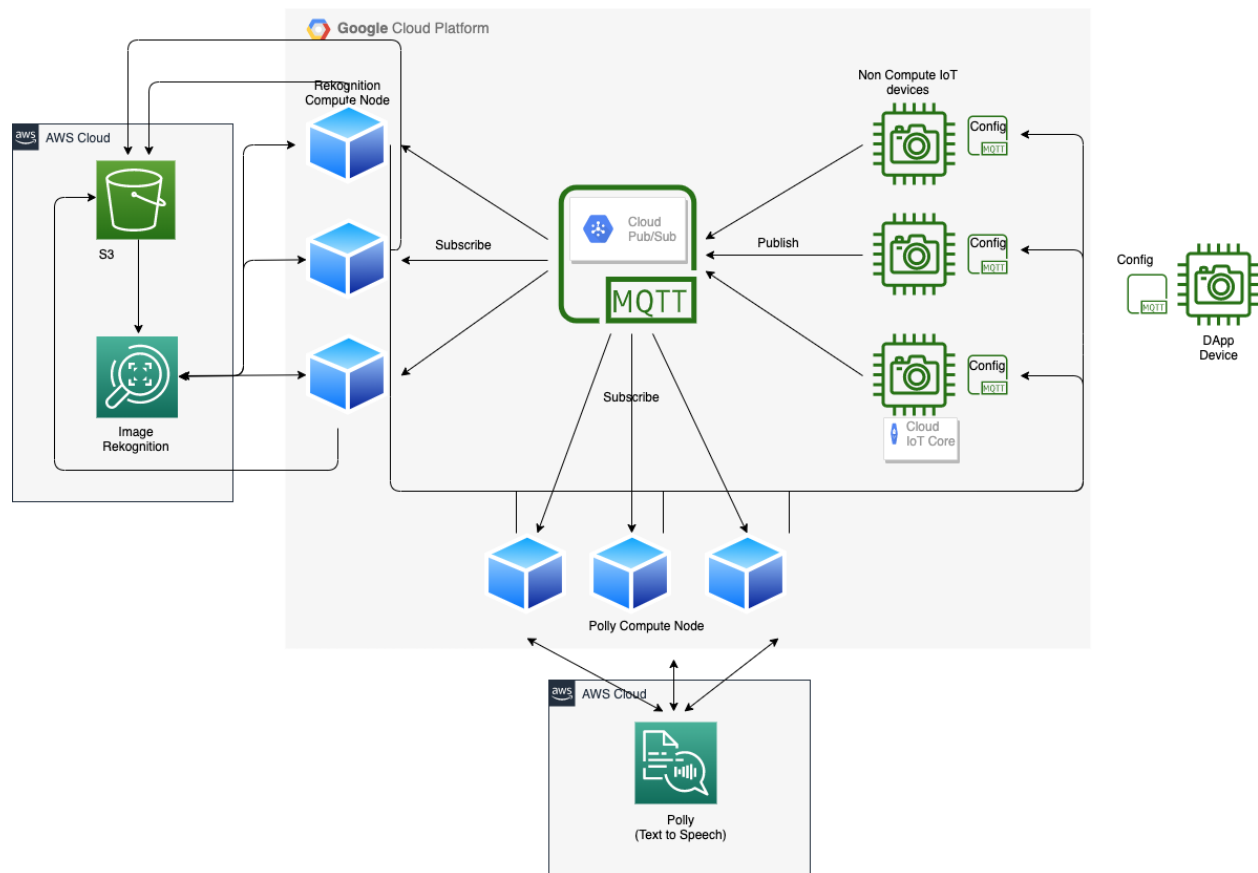 Google Cloud Platform
Rekognition
Compute Node
Non Compute IoT
devices
aws
AWS Cloud
S3
Image
Rekognition
Subscribe
Cloud
Pub/Sub
MQTT
Publish
Config
MQTT
Config
MQTT
Config
MQTT
Cloud
IoT Core
Config
MQTT
DApp
Device
Subscribe
Polly Compute Node
aws
AWS Cloud
Polly
(Text to Speech)